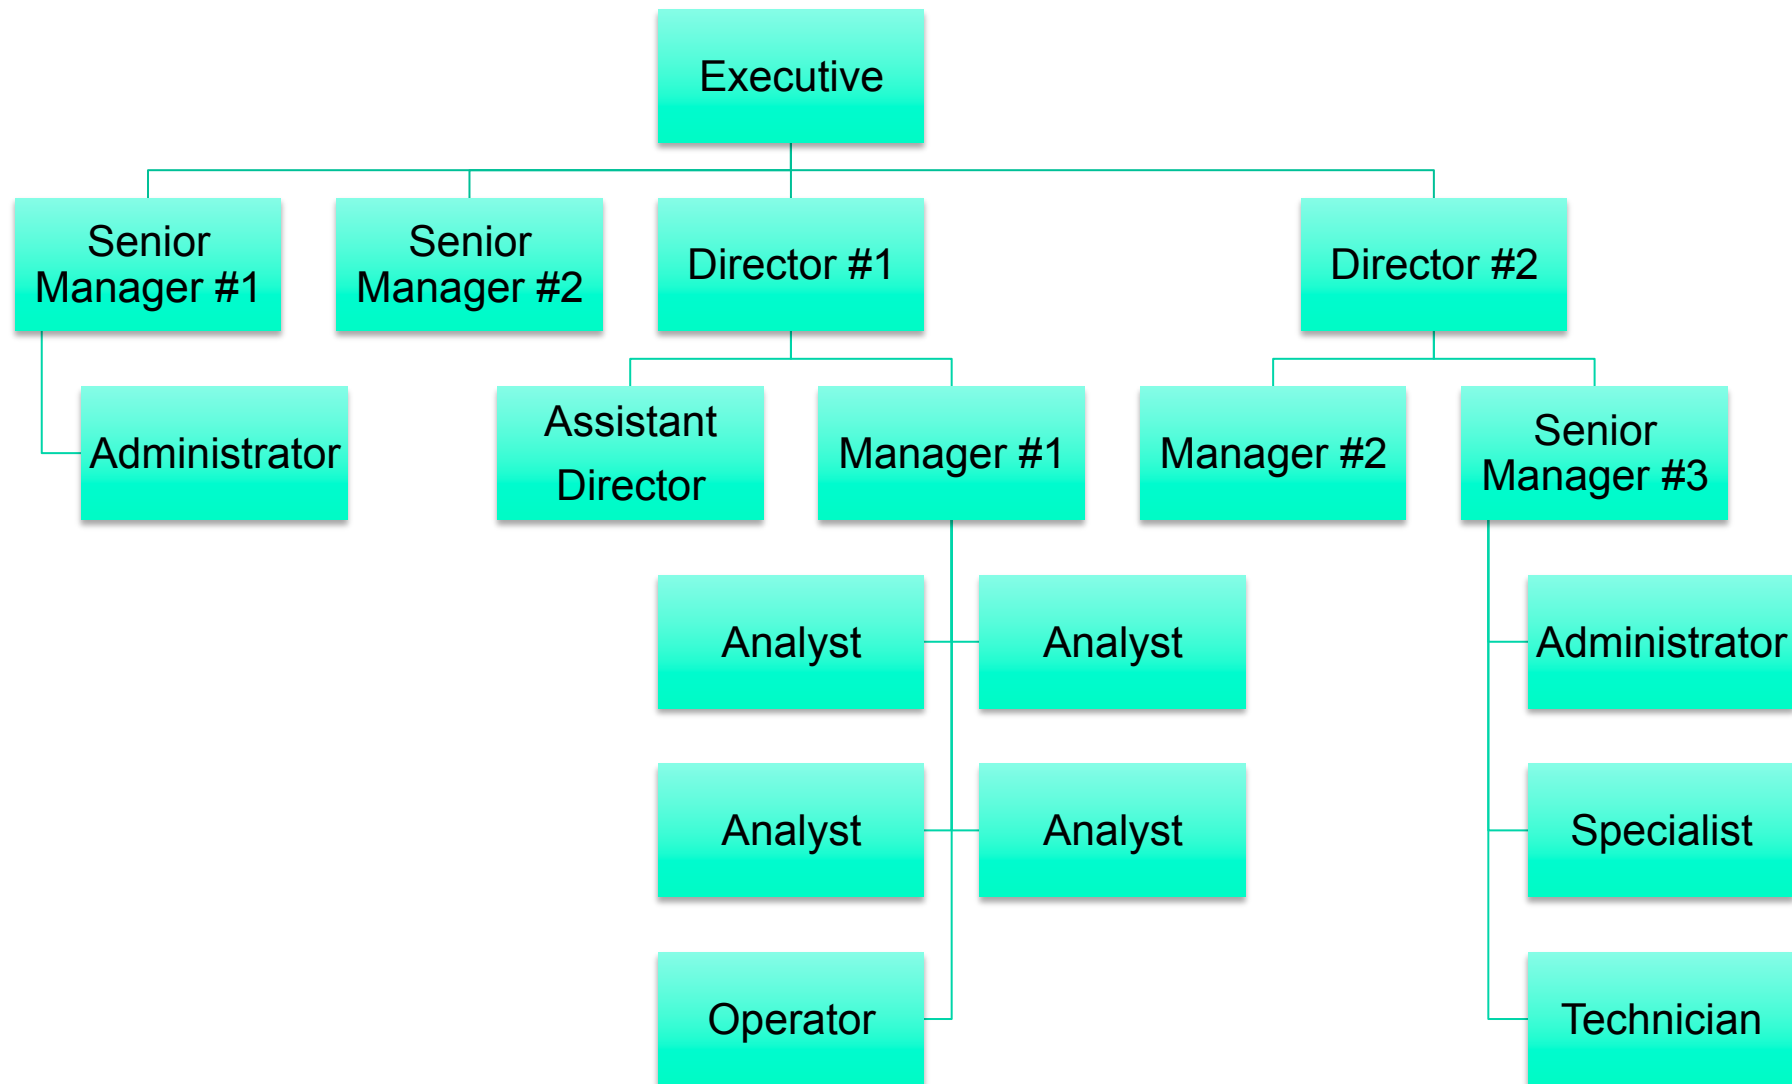 Executive
Senior
Manager #1
Senior
Manager #2
Director #1
Director #2
Administrator
Assistant
Director
Manager #1
Manager #2
Senior
Manager #3
Analyst
Analyst
Administrator
Analyst
Analyst
Specialist
Operator
Technician